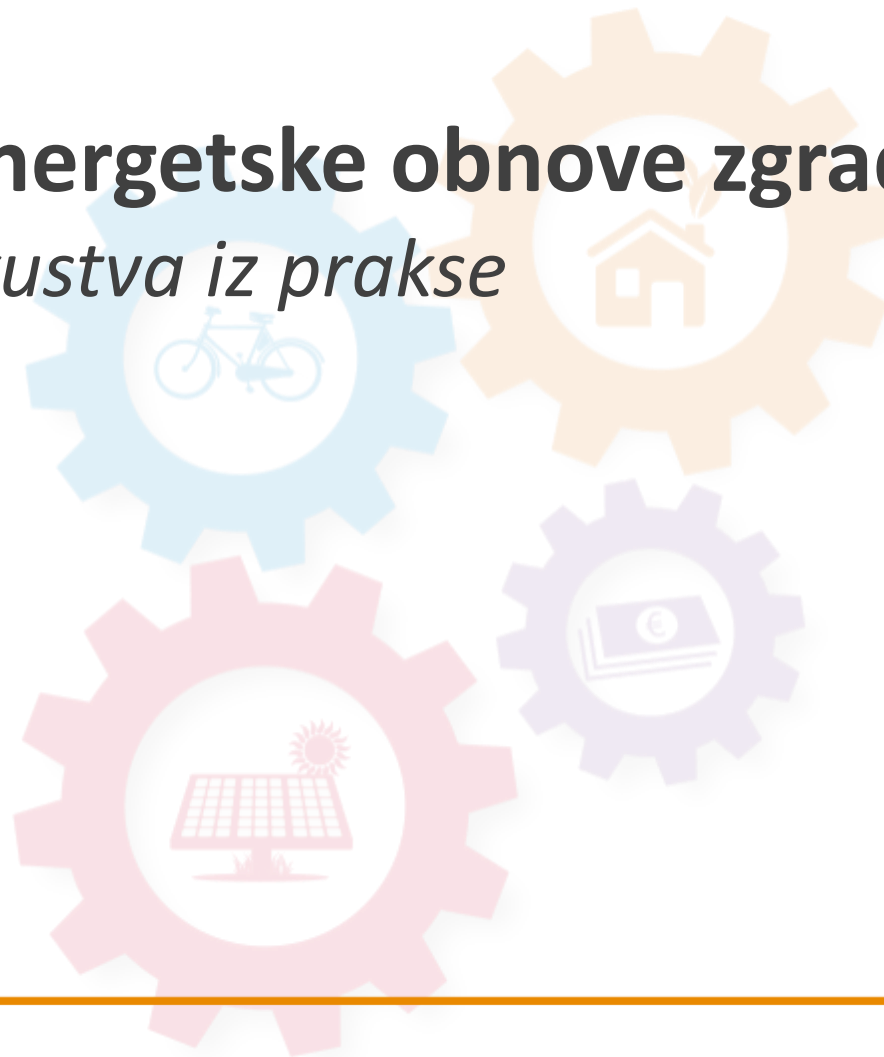 nergetske obnove zgrad
ustva iz prakse
€